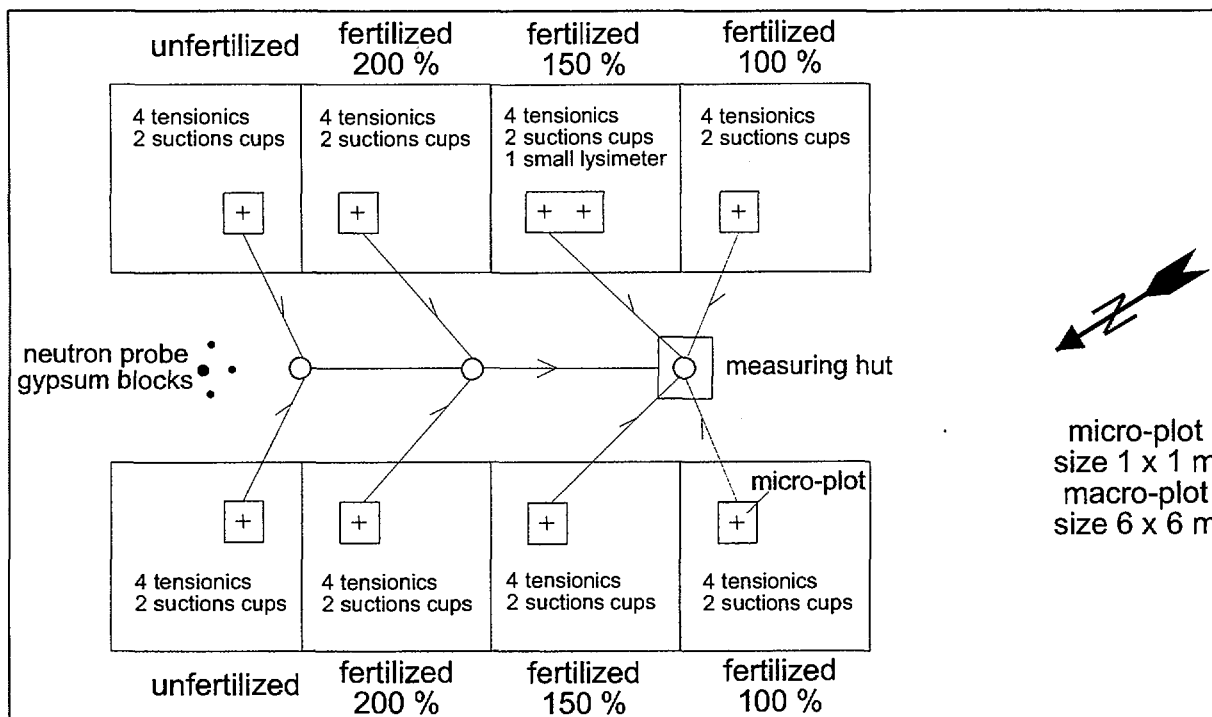 unfertilized
fertilized
200 %
fertilized
150 %
fertilized
100 %
4 tensionics
2 suctions cups
4 tensionics
2 suctions cups
4 tensionics
2 suctions cups
1 small lysimeter
4 tensionics
2 suctions cups
neutron probe
gypsum blocks
measuring hut
N
micro-plot
size 1 x 1 m
macro-plot
size 6 x 6 m
micro-plot
4 tensionics
2 suctions cups
4 tensionics
2 suctions cups
4 tensionics
2 suctions cups
4 tensionics
2 suctions cups
unfertilized
fertilized
200 %
fertilized
150 %
fertilized
100 %